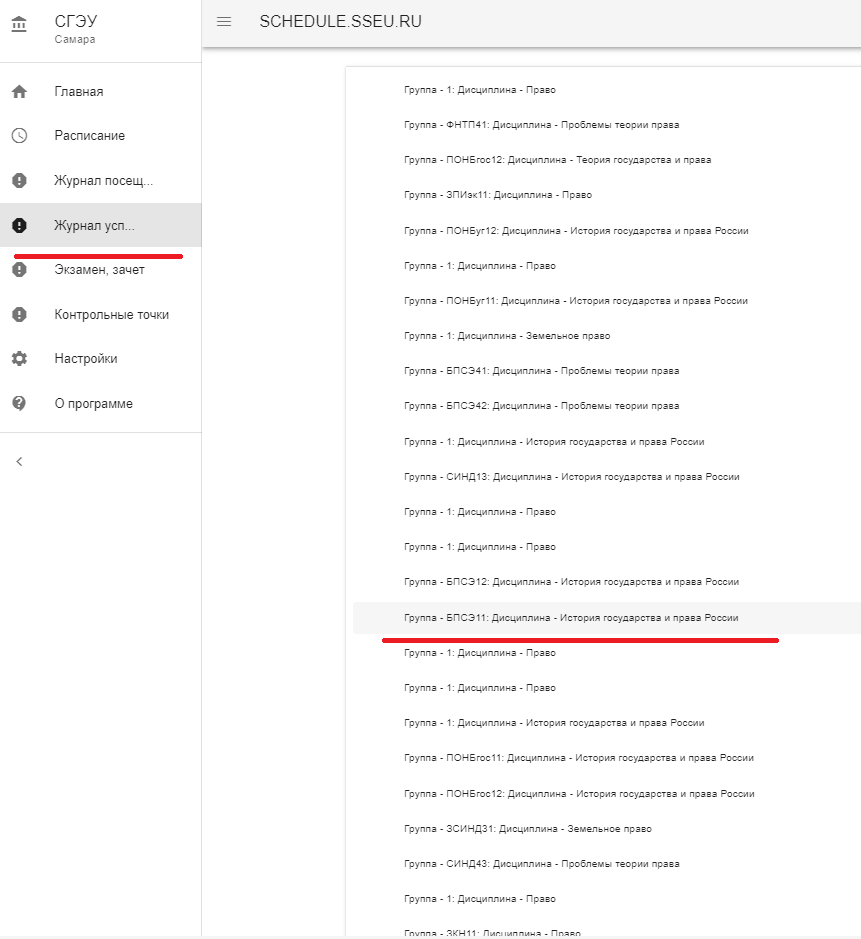 СГЭУ
Самара
SCHEDULE.SSEU.RU
Главная
Расписание
Журнал посещ...
Журнал усп...
Экзамен, зачет
Контрольные точки
Настройки
О программе
Группа - 1: Дисциплина - Право
Группа - ФНТП41: Дисциплина - Проблемы теории права
Группа - ПОНБгос12: Дисциплина - Теория государства и права
Группа - ЗПИэк11: Дисциплина - Право
Группа - ПОНБуг12: Дисциплина - История государства и права России
Группа - 1: Дисциплина - Право
Группа - ПОНБуг11: Дисциплина - История государства и права России
Группа - 1: Дисциплина - Земельное право
Группа - БПСЭ41: Дисциплина - Проблемы теории права
Группа - БПСЭ42: Дисциплина - Проблемы теории права
Группа - 1: Дисциплина - История государства и права России
Группа - СИНД13: Дисциплина - История государства и права России
Группа - 1: Дисциплина - Право
Группа - 1: Дисциплина - Право
Группа - БПСЭ12: Дисциплина - История государства и права России
Группа - БПСЭ11: Дисциплина - История государства и права России
Группа - 1: Дисциплина - Право
Группа - 1: Дисциплина - Право
Группа - 1: Дисциплина - История государства и права России
Группа - ПОНБгос11: Дисциплина - История государства и права России
Группа - ПОНБгос12: Дисциплина - История государства и права России
Группа - ЗСИНД31: Дисциплина - Земельное право
Группа - СИНД43: Дисциплина - Проблемы теории права
Группа - 1: Дисциплина - Право
Группа - ЗКН11: Дисциплина - Право